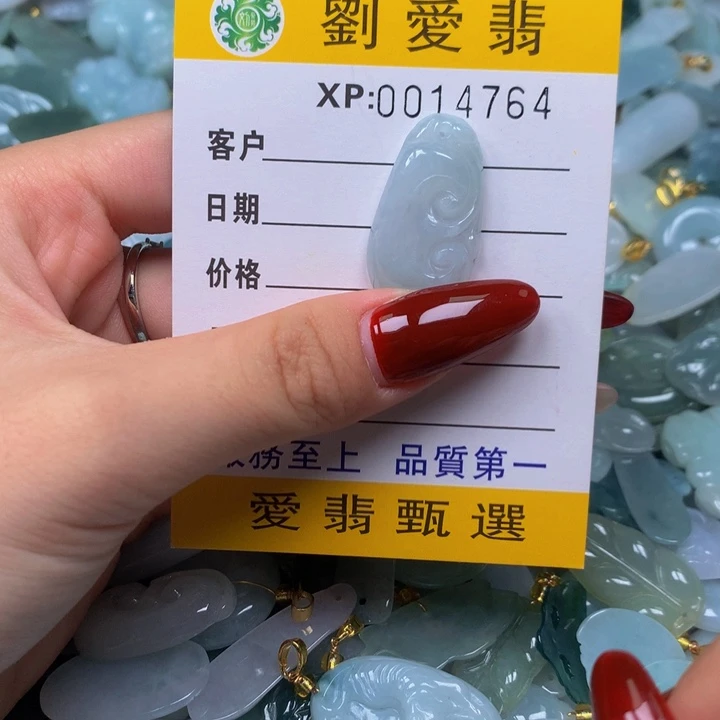 劉愛翡
XP:0014764
客户
日期
价格
務至上 品質第一
愛翡甄選